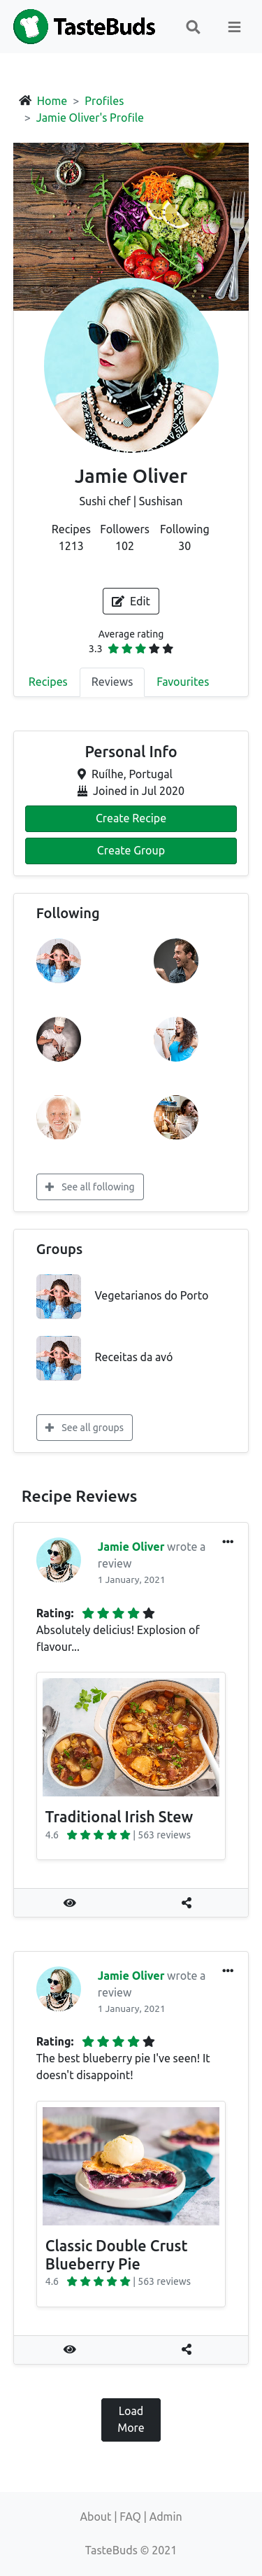 TasteBuds
Home > Profiles
> Jamie Oliver's Profile
Jamie Oliver
Sushi chef | Sushisan
Recipes Followers Following
1213 102 30
Edit
Average rating
3.3
Recipes Reviews Favourites
Personal Info
Ruílhe, Portugal
Joined in Jul 2020
Create Recipe
Create Group
Following
See all following
Groups
Vegetarianos do Porto
Receitas da avó
See all groups
Recipe Reviews
Jamie Oliver wrote a
review
1 January, 2021
Rating:
Absolutely delicius! Explosion of
flavour...
Traditional Irish Stew
4.6 | 563 reviews
Jamie Oliver wrote a
review
1 January, 2021
Rating:
The best blueberry pie I've seen! It
doesn't disappoint!
Classic Double Crust
Blueberry Pie
4.6 | 563 reviews
Load
More
About | FAQ | Admin
TasteBuds © 2021